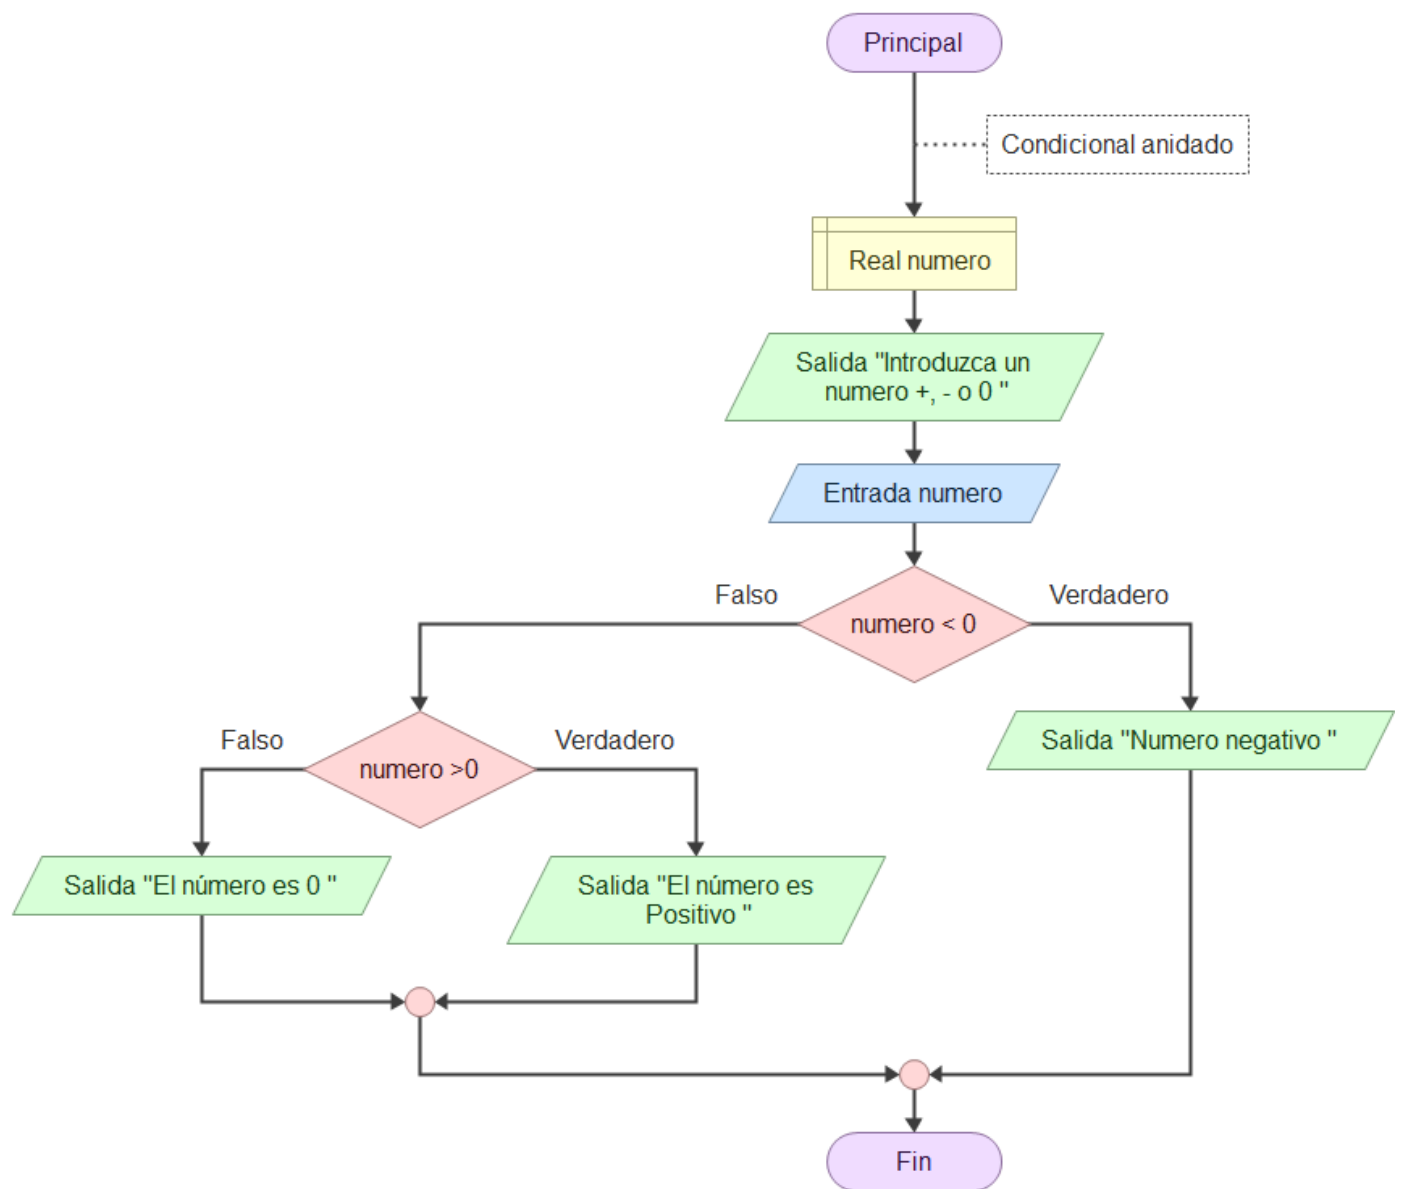 Principal
Condicional anidado
Real numero
Salida "Introduzca un
numero +, - o 0 "
Entrada numero
Falso
Verdadero
numero < 0
Falso
Verdadero
numero >0
Salida "Numero negativo "
Salida "El número es 0 "
Salida "El número es
Positivo "
Fin